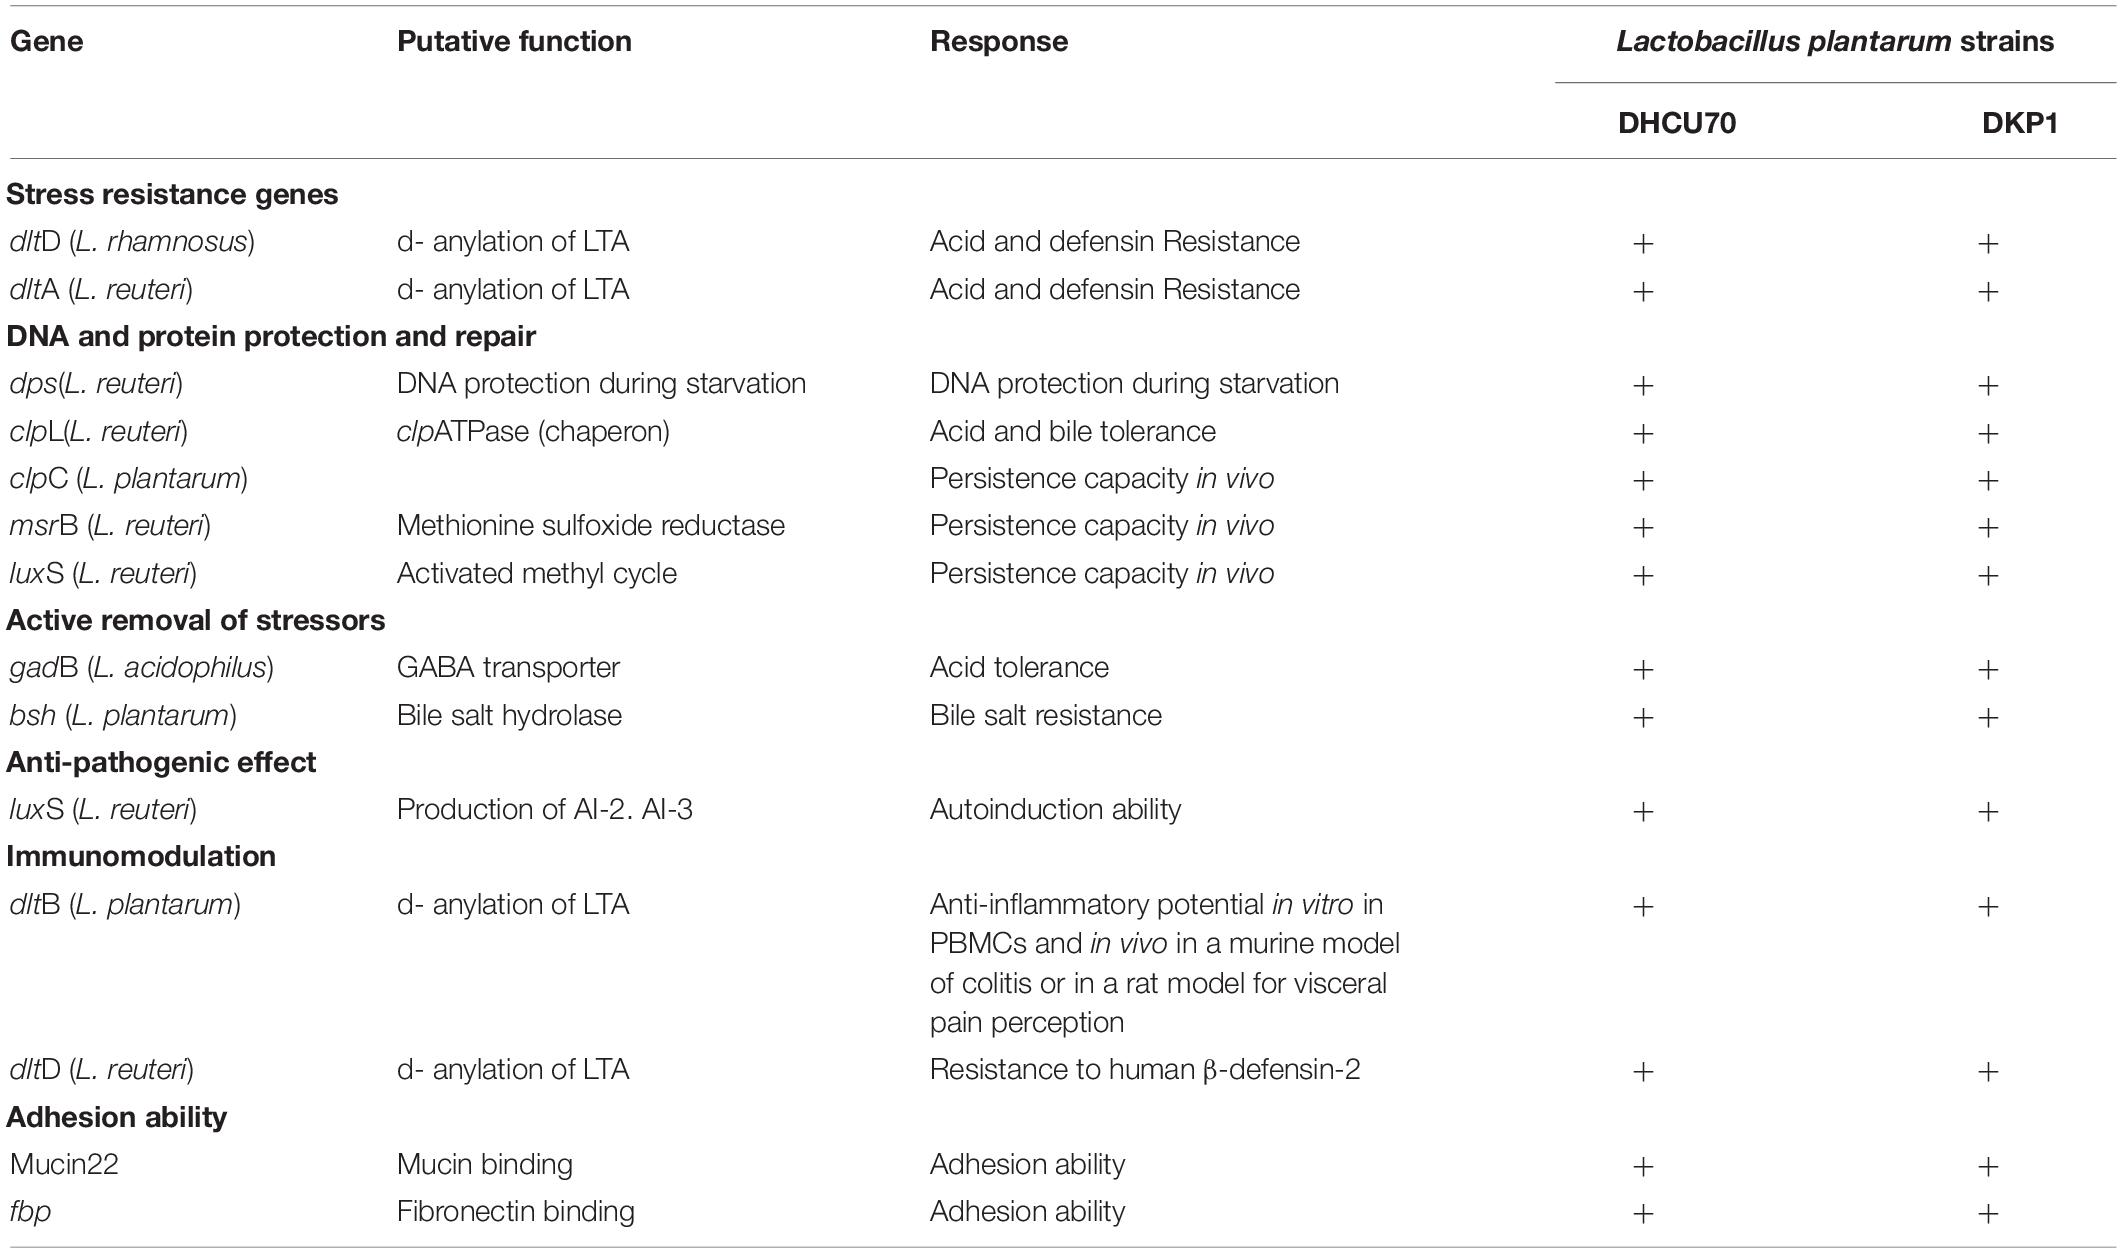 Gene Putative function Response Lactobacillus plantarum strains
DHCU70 DKP1
Stress resistance genes
dltD (L. rhamnosus) d- anylation of LTA Acid and defensin Resistance + +
dltA (L. reuteri) d- anylation of LTA Acid and defensin Resistance + +
DNA and protein protection and repair
dps(L. reuteri) DNA protection during starvation DNA protection during starvation + +
clpL(L. reuteri) clpATPase (chaperon) Acid and bile tolerance + +
clpC (L. plantarum) Persistence capacity in vivo + +
msrB (L. reuteri) Methionine sulfoxide reductase Persistence capacity in vivo + +
luxS (L. reuteri) Activated methyl cycle Persistence capacity in vivo + +
Active removal of stressors
gadB (L. acidophilus) GABA transporter Acid tolerance + +
bsh (L. plantarum) Bile salt hydrolase Bile salt resistance + +
Anti-pathogenic effect
luxS (L. reuteri) Production of AI-2. AI-3 Autoinduction ability + +
Immunomodulation
dltB (L. plantarum) d- anylation of LTA Anti-inflammatory potential in vitro in + +
PBMCs and in vivo in a murine model
of colitis or in a rat model for visceral
pain perception
dltD (L. reuteri) d- anylation of LTA Resistance to human β-defensin-2 + +
Adhesion ability
Mucin22 Mucin binding Adhesion ability + +
fbp Fibronectin binding Adhesion ability + +